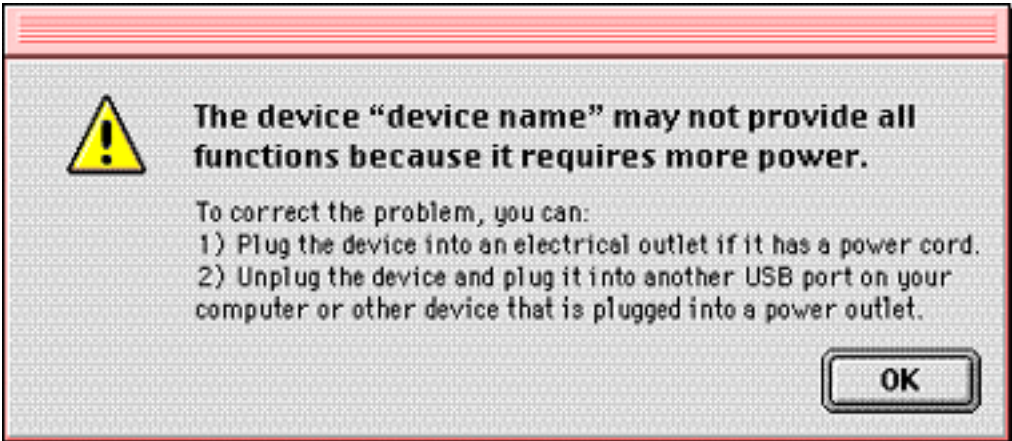 The device “device name” may not provide all
functions because it requires more power.
To correct the problem, you can:
1) Plug the device into an electrical outlet if it has a power cord.
2) Unplug the device and plug it into another USB port on your
computer or other device that is plugged into a power outlet.
OK